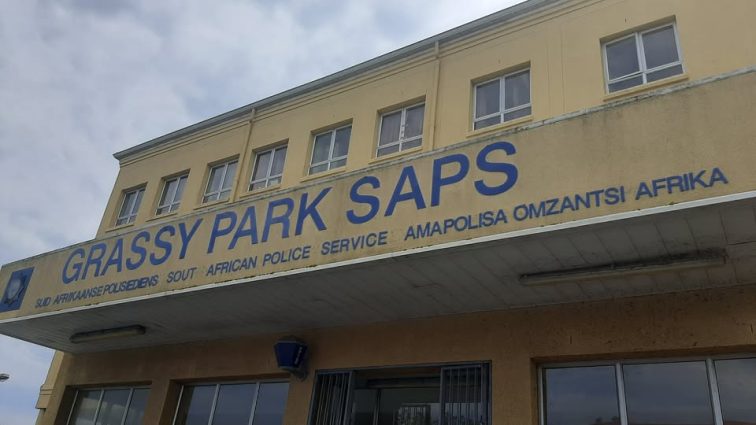 GRASSY PARK SAPS
SUID AFRIKAANSE POLISIEDIENS SOUT AFRICAN POLICE SERVICE AMAPOLISA OMZANTSI AFRIKA